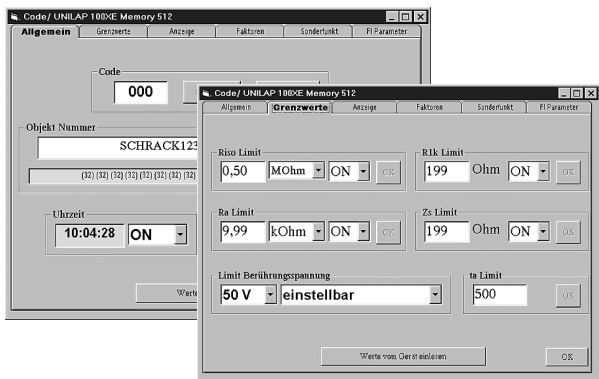 Code/ UNILAP 100XE Memory 512
Allgemein Grenzwerte Anzeige Faktoren Sonderfunkt FI Parameter
Code
000
Objekt Nummer
SCHRACK123
(32) (32) (32) (32) (32) (32) (32) (32)
Uhrzeit
10:04:28 ON
Werte
Code/ UNILAP 100XE Memory 512
Allgemein Grenzwerte Anzeige Faktoren Sonderfunkt FI Parameter
Riso Limit R1k Limit
0,50 MOhm ON OK 199 Ohm ON OK
Ra Limit Zs Limit
9,99 kOhm ON OK 199 Ohm ON OK
Limit Berührungsspannung ta Limit
50 V einstellbar 500 OK
Werte vom Gerät einlesen OK